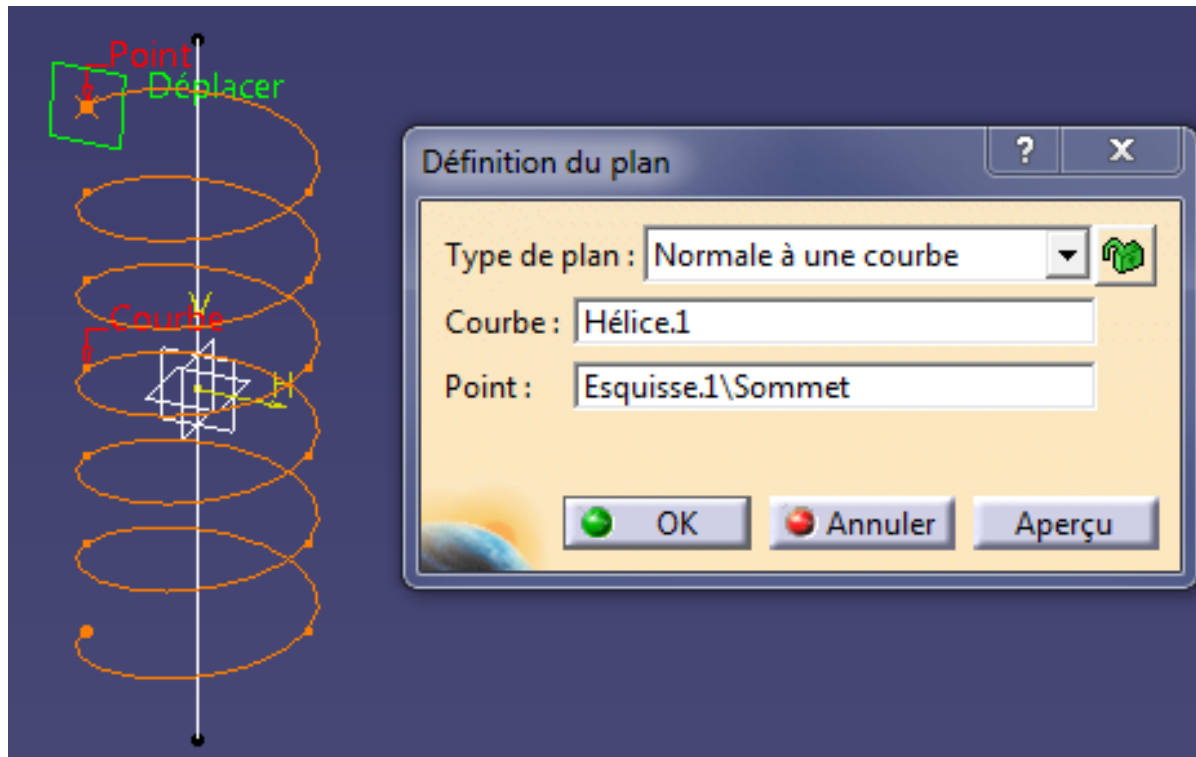 Point
Déplacer
V
Courbe
H
Définition du plan
? X
Type de plan : Normale à une courbe
Courbe : Hélice.1
Point : Esquisse.1\Sommet
OK Annuler Aperçu